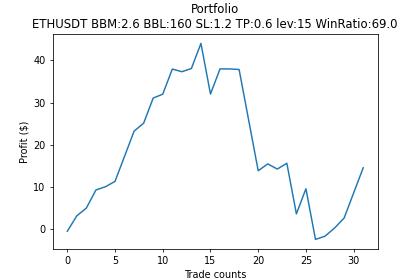 Portfolio
ETHUSDT BBM:2.6 BBL:160 SL:1.2 TP:0.6 lev:15 WinRatio:69.0
Profit ($)
40
30
20
10
0
0 5 10 15 20 25 30
Trade counts